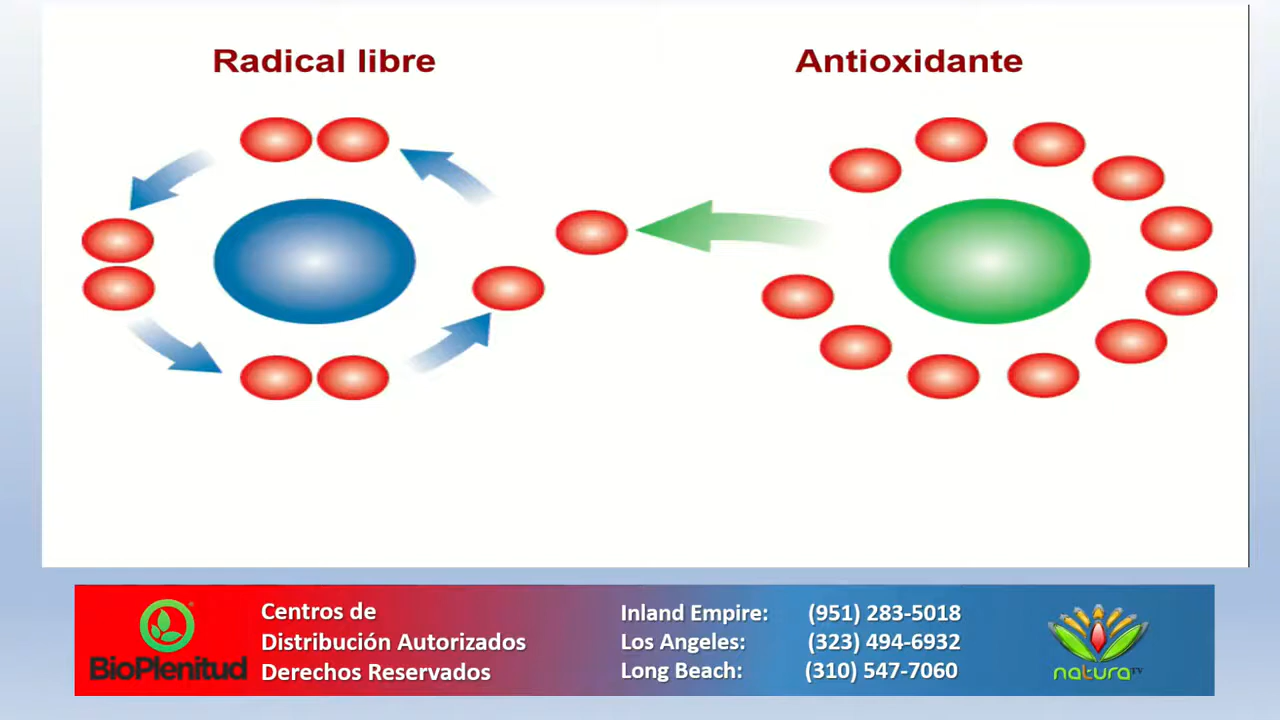 Radical libre
Antioxidante
BioPlenitud
Centros de
Distribución Autorizados
Derechos Reservados
Inland Empire: (951) 283-5018
Los Angeles: (323) 494-6932
Long Beach: (310) 547-7060
natura TV